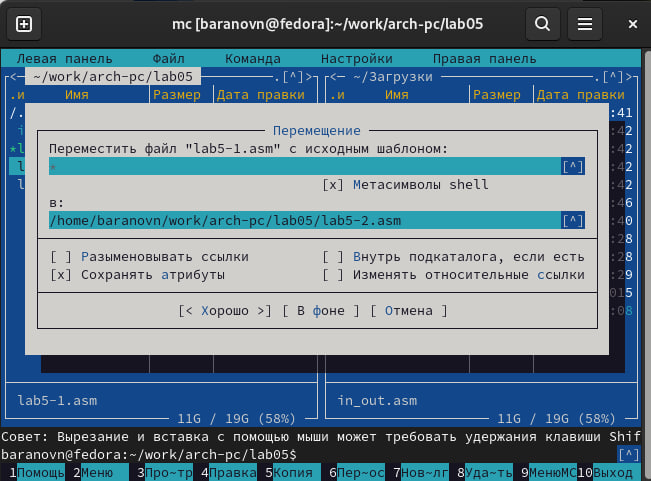 mc [baranovn@fedora]:~/work/arch-pc/lab05
Левая панель Файл Команда Настройки Правая панель
<─ ~/work/arch-pc/lab05 ─.[^]> <─ ~/Загрузки ─.[^]>
.и Имя Размер Дата правки .и Имя Размер Дата правки
/. :41
Перемещение
:42
Переместить файл "lab5-1.asm" с исходным шаблоном:
*l :42
* [^]
l :42
[x] Метасимволы shell
l :42
в: :46
/home/baranovn/work/arch-pc/lab05/lab5-2.asm [^]
:40
:28
[ ] Разыменовывать ссылки [ ] Внутрь подкаталога, если есть
:28
[x] Сохранять атрибуты [ ] Изменять относительные ссылки
:29
015
[< Хорошо >] [ В фоне ] [ Отмена ]
:08
lab5-1.asm in_out.asm
11G / 19G (58%) 11G / 19G (58%)
Совет: Вырезание и вставка с помощью мыши может требовать удержания клавиши Shif
baranovn@fedora:~/work/arch-pc/lab05$ [^]
1Помощь 2Меню 3Про~тр 4Правка 5Копия 6Пер~ос 7Нов~лг 8Уда~ть 9МенюMC 10Выход